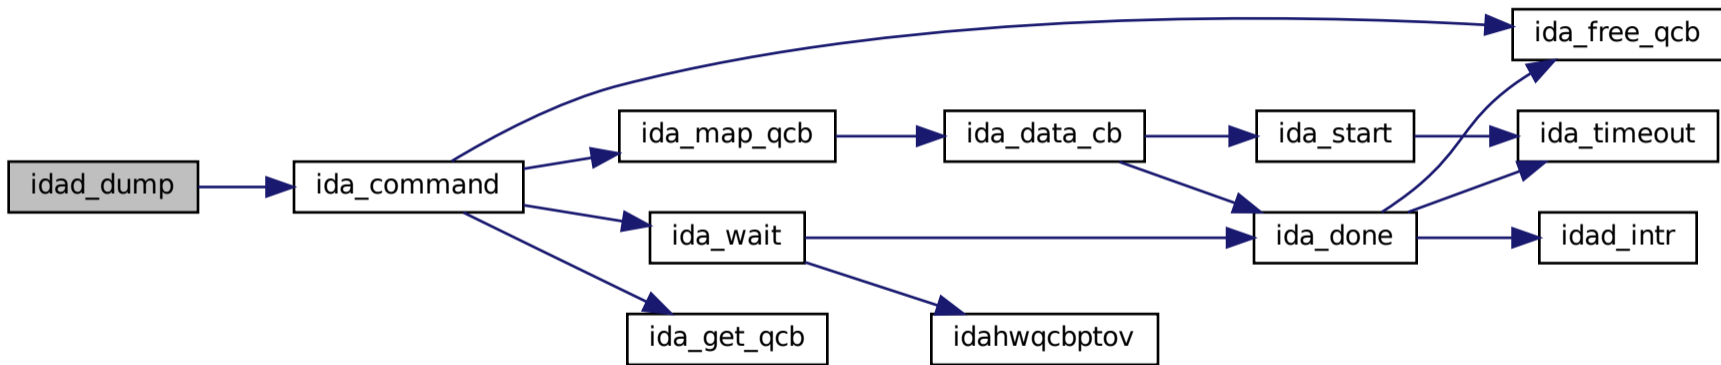 ida_free_qcb
ida_map_qcb
ida_data_cb
ida_start
ida_timeout
idad_dump
ida_command
ida_wait
ida_done
idad_intr
ida_get_qcb
idahwqcbptov